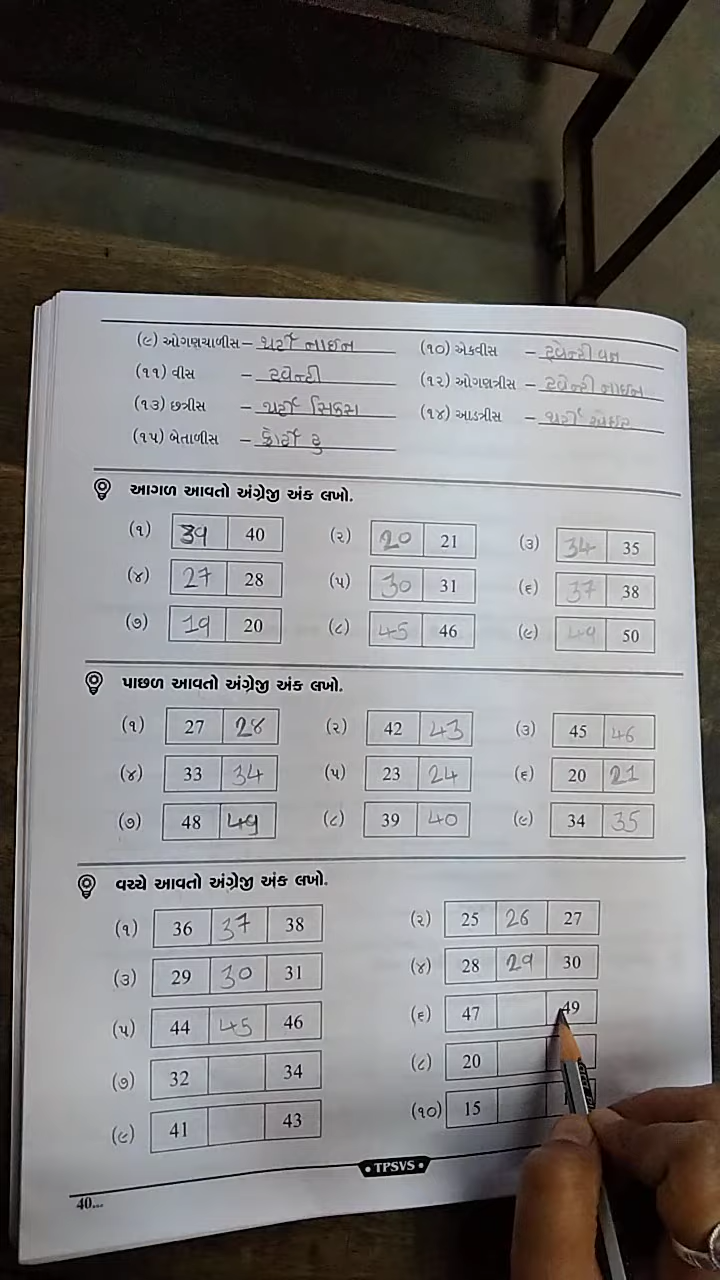 (૯) ઓગણચાળીસ – થર્ટી નાઇન (૧૦) એકવીસ – ટ્વેન્ટી વન
(૧૧) વીસ – ટ્વેન્ટી (૧૨) ઓગણત્રીસ – ટ્વેન્ટી નાઇન
(૧૩) છત્રીસ – થર્ટી સિક્સ (૧૪) આડત્રીસ – થર્ટી એઇટ
(૧૫) બેતાળીસ – ફોર્ટી ટુ
આગળ આવતો અંગ્રેજી અંક લખો.
(૧) 39 40 (૨) 20 21 (૩) 34 35
(૪) 27 28 (૫) 30 31 (૬) 37 38
(૭) 19 20 (૮) 45 46 (૯) 49 50
પાછળ આવતો અંગ્રેજી અંક લખો.
(૧) 27 28 (૨) 42 43 (૩) 45 46
(૪) 33 34 (૫) 23 24 (૬) 20 21
(૭) 48 49 (૮) 39 40 (૯) 34 35
વચ્ચે આવતો અંગ્રેજી અંક લખો.
(૧) 36 37 38 (૨) 25 26 27
(૩) 29 30 31 (૪) 28 29 30
(૫) 44 45 46 (૬) 47 49
(૭) 32 34 (૮) 20
(૯) 41 43 (૧૦) 15
• TPSVS •
40...